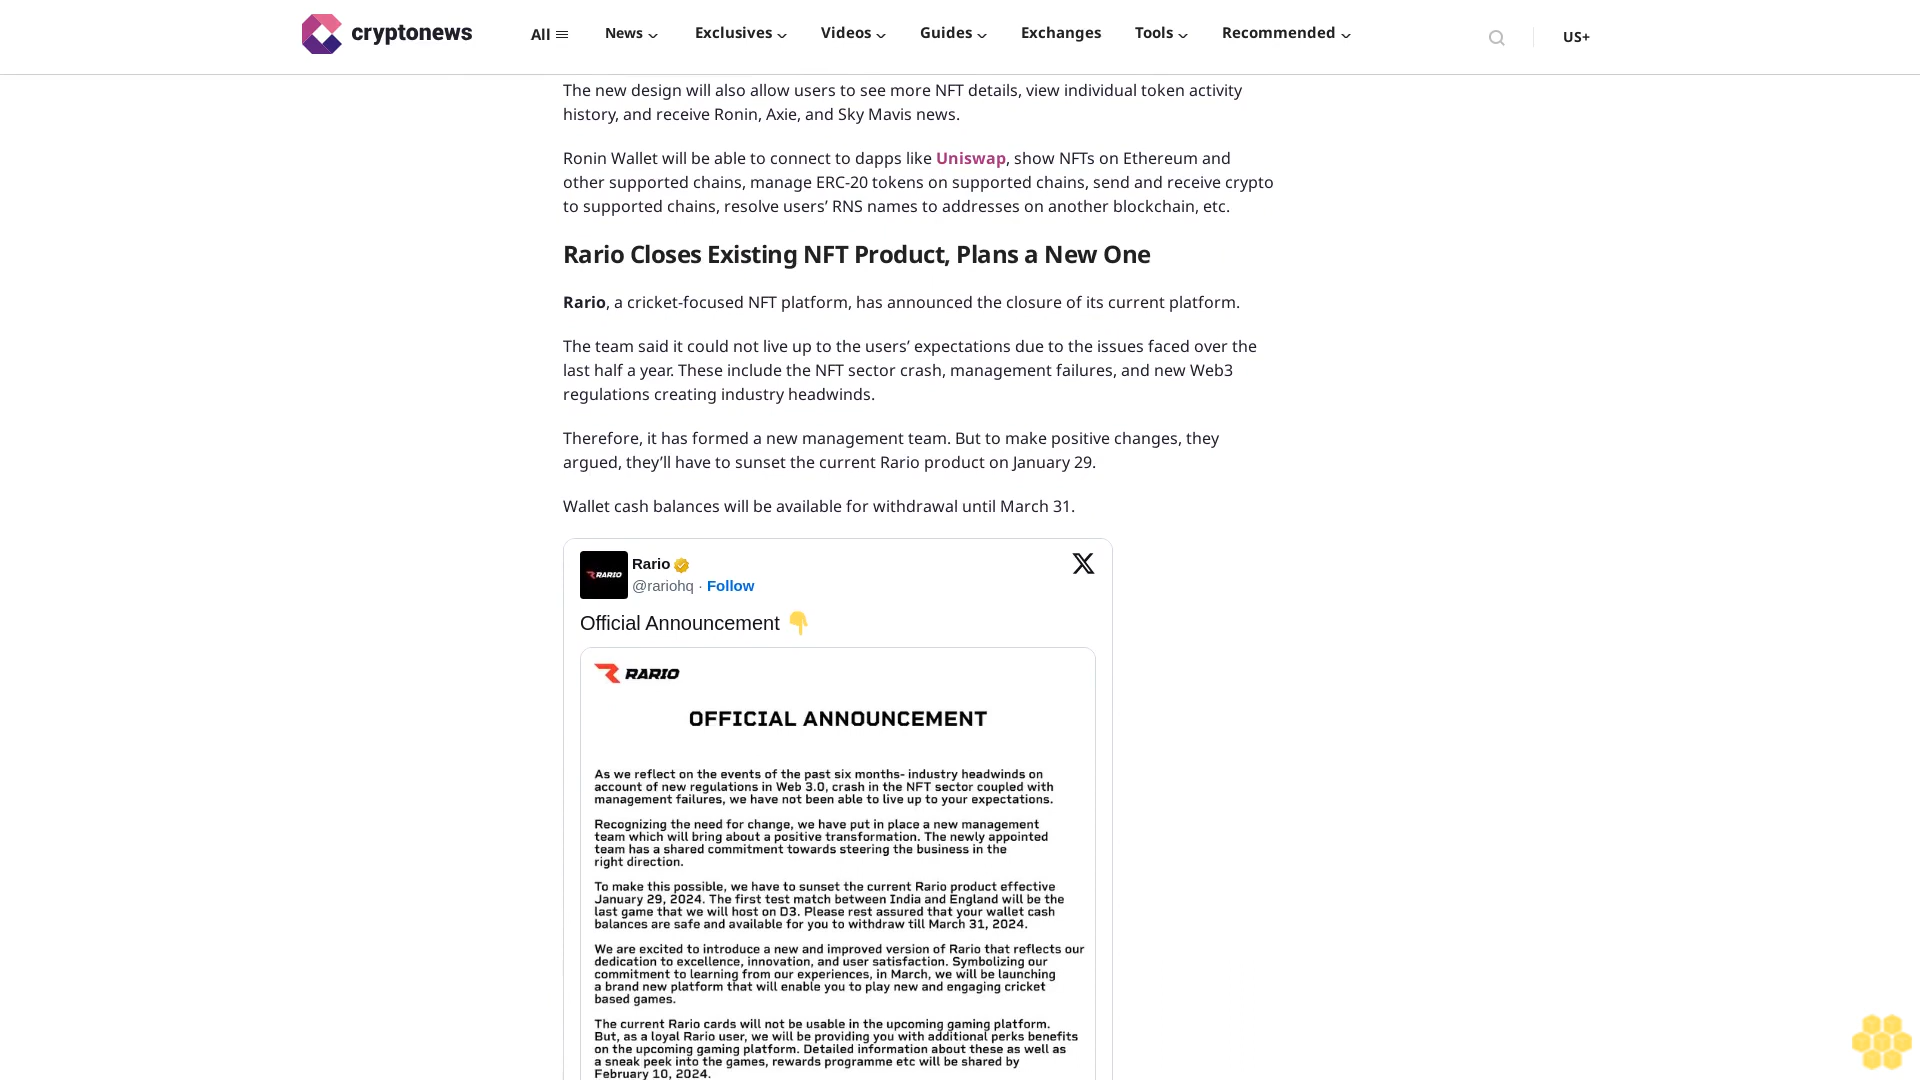 cryptonews
All
News
Exclusives
Videos
Guides
Exchanges
Tools
Recommended
US+
The new design will also allow users to see more NFT details, view individual token activity
history, and receive Ronin, Axie, and Sky Mavis news.
Ronin Wallet will be able to connect to dapps like Uniswap, show NFTs on Ethereum and
other supported chains, manage ERC-20 tokens on supported chains, send and receive crypto
to supported chains, resolve users’ RNS names to addresses on another blockchain, etc.
Rario Closes Existing NFT Product, Plans a New One
Rario, a cricket-focused NFT platform, has announced the closure of its current platform.
The team said it could not live up to the users’ expectations due to the issues faced over the
last half a year. These include the NFT sector crash, management failures, and new Web3
regulations creating industry headwinds.
Therefore, it has formed a new management team. But to make positive changes, they
argued, they’ll have to sunset the current Rario product on January 29.
Wallet cash balances will be available for withdrawal until March 31.
RARIO
Rario
@rariohq · Follow
Official Announcement 👇
RARIO
OFFICIAL ANNOUNCEMENT
As we reflect on the events of the past six months- industry headwinds on
account of new regulations in Web 3.0, crash in the NFT sector coupled with
management failures, we have not been able to live up to your expectations.
Recognizing the need for change, we have put in place a new management
team which will bring about a positive transformation. The newly appointed
team has a shared commitment towards steering the business in the
right direction.
To make this possible, we have to sunset the current Rario product effective
January 29, 2024. The first test match between India and England will be the
last game that we will host on D3. Please rest assured that your wallet cash
balances are safe and available for you to withdraw till March 31, 2024.
We are excited to introduce a new and improved version of Rario that reflects our
dedication to excellence, innovation, and user satisfaction. Symbolizing our
commitment to learning from our experiences, in March, we will be launching
a brand new platform that will enable you to play new and engaging cricket
based games.
The current Rario cards will not be usable in the upcoming gaming platform.
But, as a loyal Rario user, we will be providing you with additional perks benefits
on the upcoming gaming platform. Detailed information about these as well as
a sneak peek into the games, rewards programme etc will be shared by
February 10, 2024.